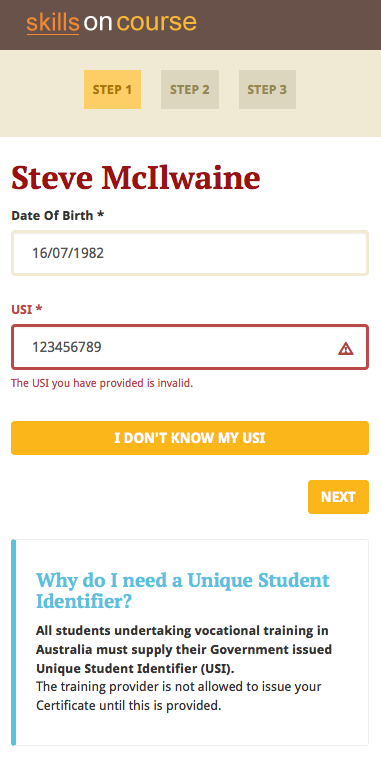 skills on course
STEP 1 STEP 2 STEP 3
Steve McIlwaine
Date Of Birth *
16/07/1982
USI *
123456789
The USI you have provided is invalid.
I DON'T KNOW MY USI
NEXT
Why do I need a Unique Student
Identifier?
All students undertaking vocational training in
Australia must supply their Government issued
Unique Student Identifier (USI).
The training provider is not allowed to issue your
Certificate until this is provided.